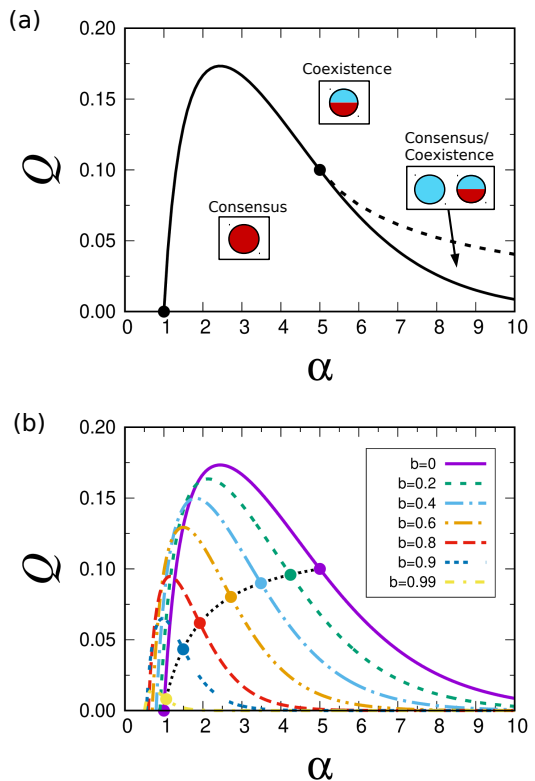 (a)
0.20
0.15
0.10
0.05
0.00
Q
Coexistence
Consensus/
Coexistence
Consensus
0 1 2 3 4 5 6 7 8 9 10
α
(b)
0.20
0.15
0.10
0.05
0.00
Q
b=0
b=0.2
b=0.4
b=0.6
b=0.8
b=0.9
b=0.99
0 1 2 3 4 5 6 7 8 9 10
α